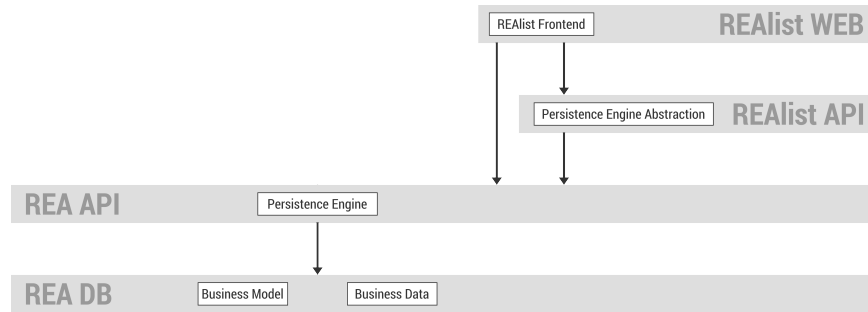 REAlist Frontend
REAlist WEB
Persistence Engine Abstraction
REAlist API
REA API
Persistence Engine
REA DB
Business Model
Business Data